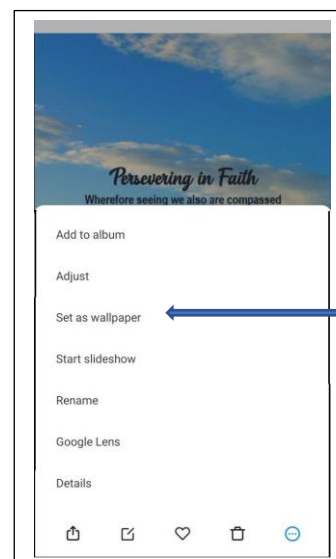 Persevering in Faith
Wherefore seeing we also are compassed
Add to album
Adjust
Set as wallpaper
Start slideshow
Rename
Google Lens
Details